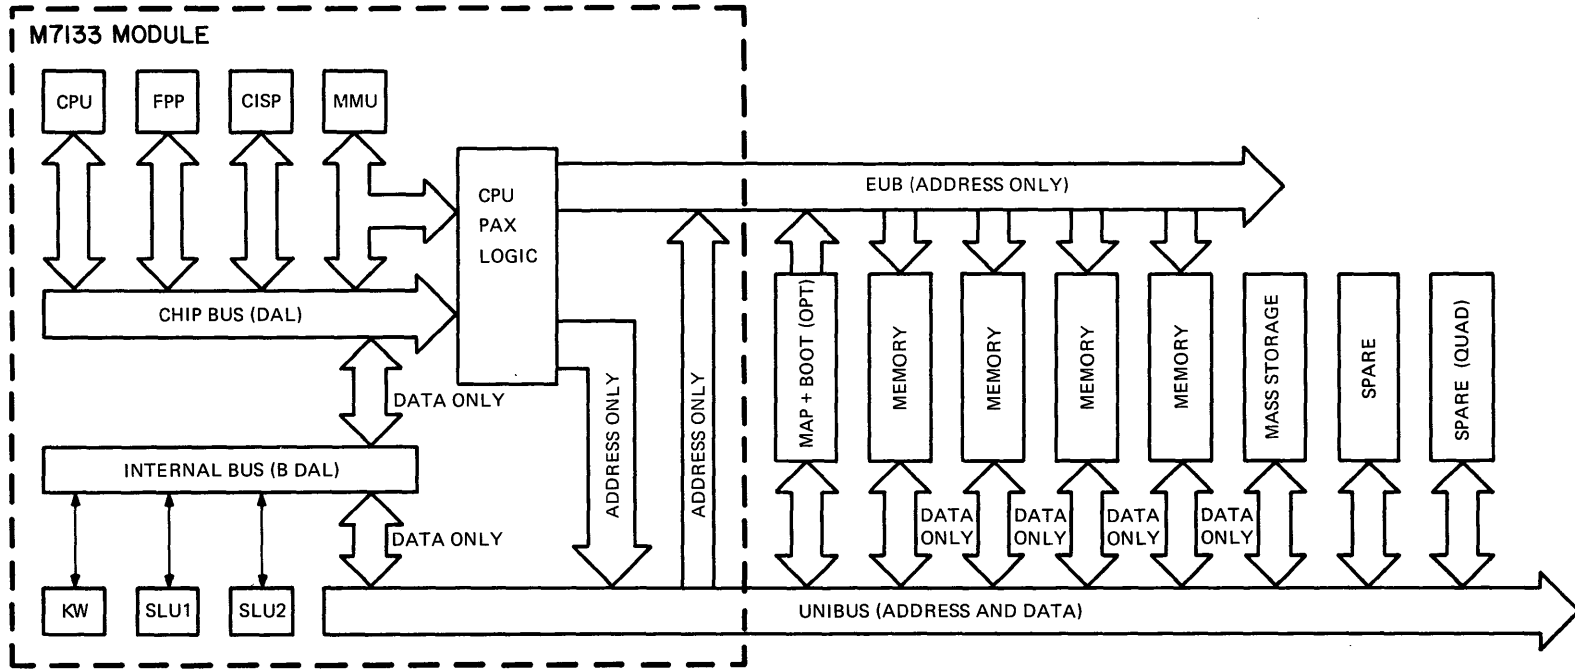 M7133 MODULE
CPU
FPP
CISP
MMU
CPU
PAX
LOGIC
EUB (ADDRESS ONLY)
CHIP BUS (DAL)
DATA ONLY
INTERNAL BUS (B DAL)
DATA ONLY
KW
SLU1
SLU2
ADDRESS ONLY
ADDRESS ONLY
MAP + BOOT (OPT)
MEMORY
MEMORY
MEMORY
MEMORY
MASS STORAGE
SPARE
SPARE (QUAD)
DATA
ONLY
DATA
ONLY
DATA
ONLY
DATA
ONLY
UNIBUS (ADDRESS AND DATA)